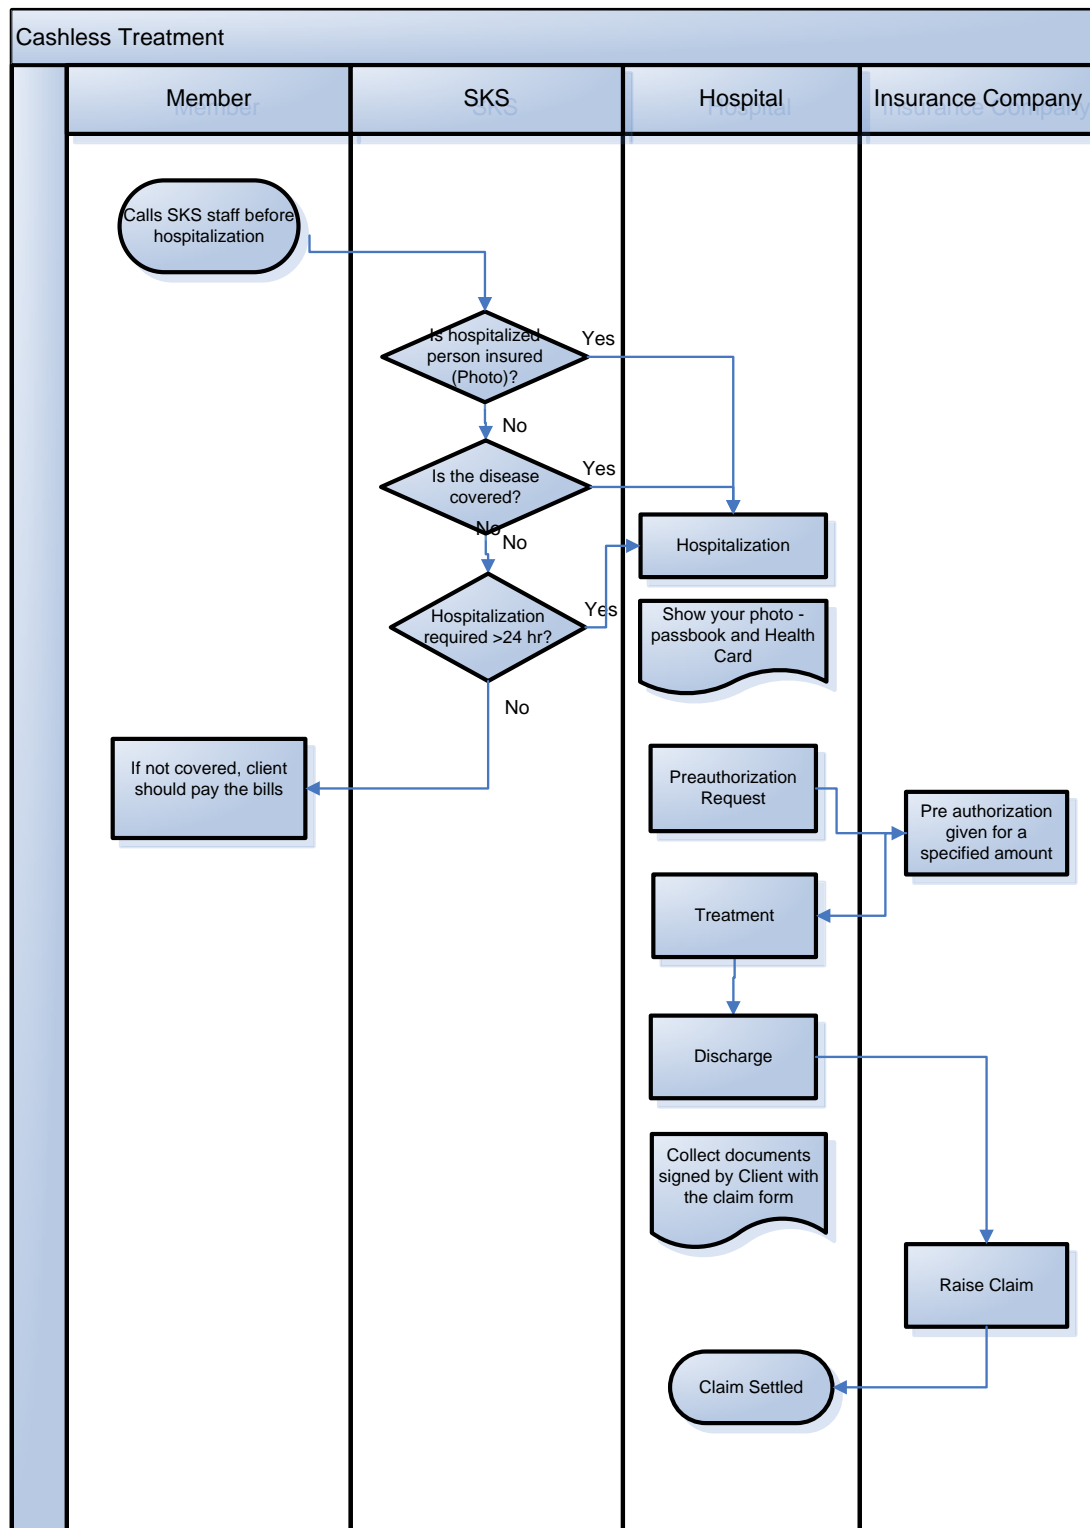 Cashless Treatment
Member
SKS
Hospital
Insurance Company
Calls SKS staff before
hospitalization
Is hospitalized
person insured
(Photo)?
Yes
No
Is the disease
covered?
Yes
No
No
Hospitalization
Hospitalization
required >24 hr?
Yes
Show your photo -
passbook and Health
Card
No
If not covered, client
should pay the bills
Preauthorization
Request
Pre authorization
given for a
specified amount
Treatment
Discharge
Collect documents
signed by Client with
the claim form
Raise Claim
Claim Settled